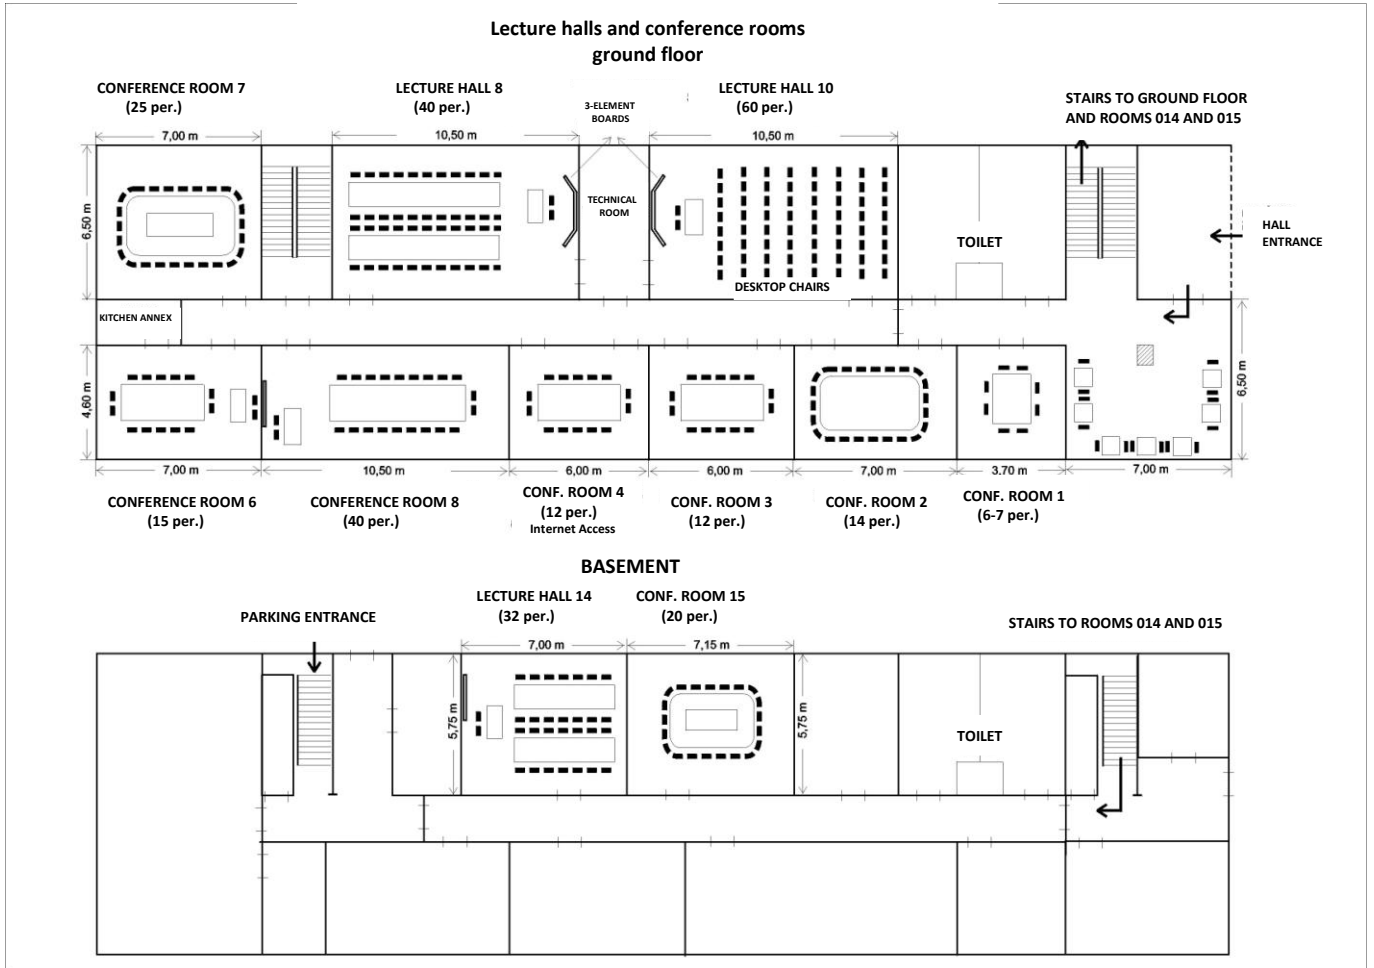 Lecture halls and conference rooms
ground floor
CONFERENCE ROOM 7
(25 per.)
LECTURE HALL 8
(40 per.)
3-ELEMENT
BOARDS
LECTURE HALL 10
(60 per.)
STAIRS TO GROUND FLOOR
AND ROOMS 014 AND 015
7,00 m
10,50 m
10,50 m
6,50 m
TECHNICAL
ROOM
TOILET
HALL
ENTRANCE
DESKTOP CHAIRS
KITCHEN ANNEX
4,60 m
6,50 m
7,00 m
10,50 m
6,00 m
6,00 m
7,00 m
3.70 m
7,00 m
CONFERENCE ROOM 6
(15 per.)
CONFERENCE ROOM 8
(40 per.)
CONF. ROOM 4
(12 per.)
Internet Access
CONF. ROOM 3
(12 per.)
CONF. ROOM 2
(14 per.)
CONF. ROOM 1
(6-7 per.)
BASEMENT
LECTURE HALL 14
(32 per.)
CONF. ROOM 15
(20 per.)
PARKING ENTRANCE
STAIRS TO ROOMS 014 AND 015
7,00 m
7,15 m
5,75 m
5,75 m
TOILET